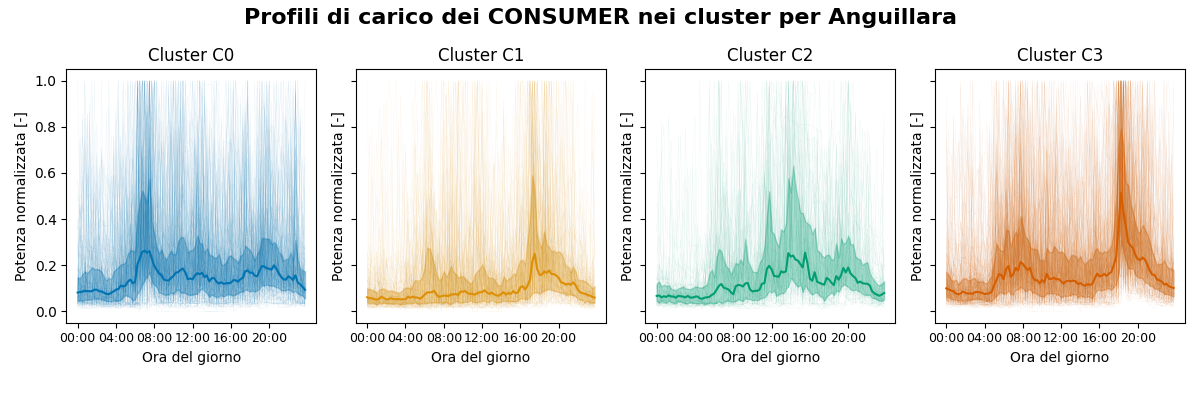 Profili di carico dei CONSUMER nei cluster per Anguillara
Cluster C0
Cluster C1
Cluster C2
Cluster C3
Potenza normalizzata [-]
1.0
0.8
0.6
0.4
0.2
0.0
00:00 04:00 08:00 12:00 16:00 20:00
Ora del giorno
Potenza normalizzata [-]
00:00 04:00 08:00 12:00 16:00 20:00
Ora del giorno
Potenza normalizzata [-]
00:00 04:00 08:00 12:00 16:00 20:00
Ora del giorno
Potenza normalizzata [-]
00:00 04:00 08:00 12:00 16:00 20:00
Ora del giorno